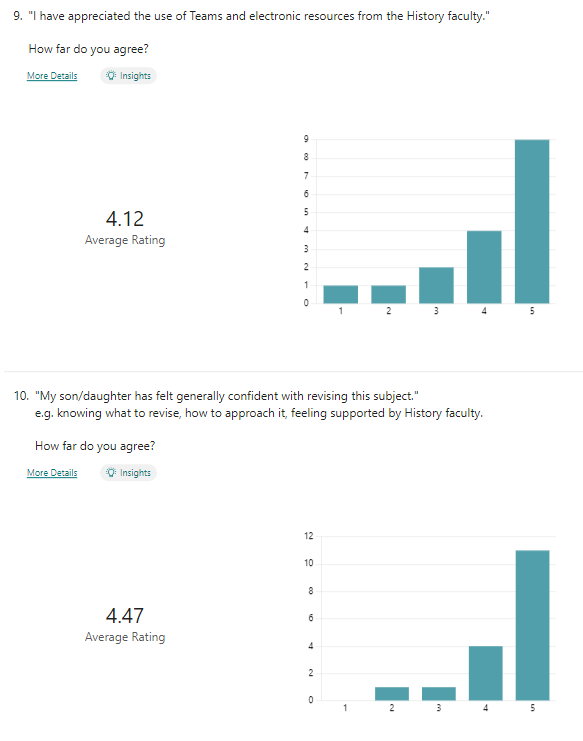 9. "I have appreciated the use of Teams and electronic resources from the History faculty."
How far do you agree?
More Details
Insights
4.12
Average Rating
9
8
7
6
5
4
3
2
1
0
1 2 3 4 5
10. "My son/daughter has felt generally confident with revising this subject."
e.g. knowing what to revise, how to approach it, feeling supported by History faculty.
How far do you agree?
More Details
Insights
4.47
Average Rating
12
10
8
6
4
2
0
1 2 3 4 5